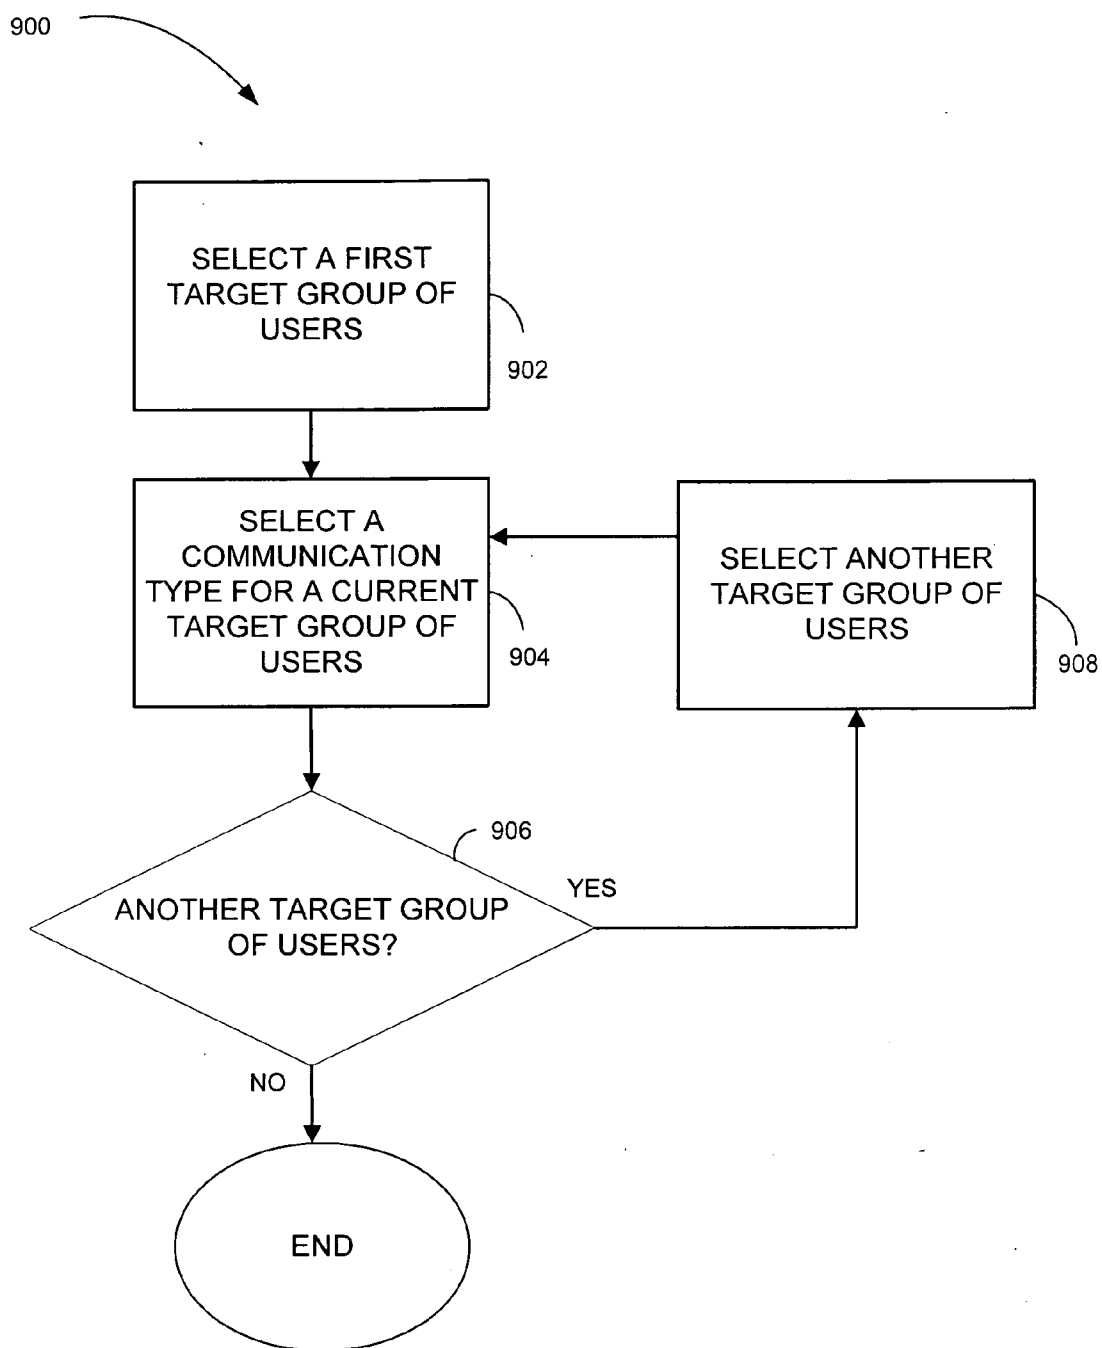 900
SELECT A FIRST
TARGET GROUP OF
USERS
902
SELECT A
COMMUNICATION
TYPE FOR A CURRENT
TARGET GROUP OF
USERS
904
SELECT ANOTHER
TARGET GROUP OF
USERS
908
906
ANOTHER TARGET GROUP
OF USERS?
YES
NO
END